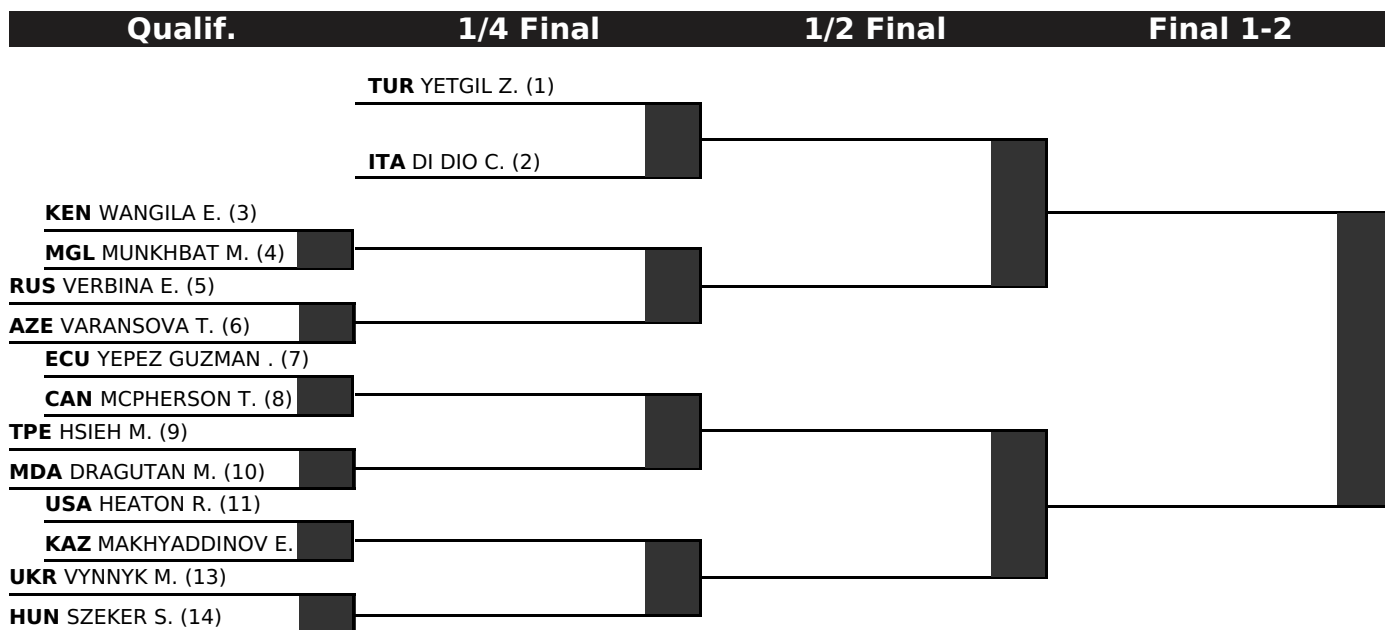 Qualif. 1/4 Final 1/2 Final Final 1-2
TUR YETGIL Z. (1)
ITA DI DIO C. (2)
KEN WANGILA E. (3)
MGL MUNKHBAT M. (4)
RUS VERBINA E. (5)
AZE VARANSOVA T. (6)
ECU YEPEZ GUZMAN . (7)
CAN MCPHERSON T. (8)
TPE HSIEH M. (9)
MDA DRAGUTAN M. (10)
USA HEATON R. (11)
KAZ MAKHYADDINOV E.
UKR VYNNYK M. (13)
HUN SZEKER S. (14)